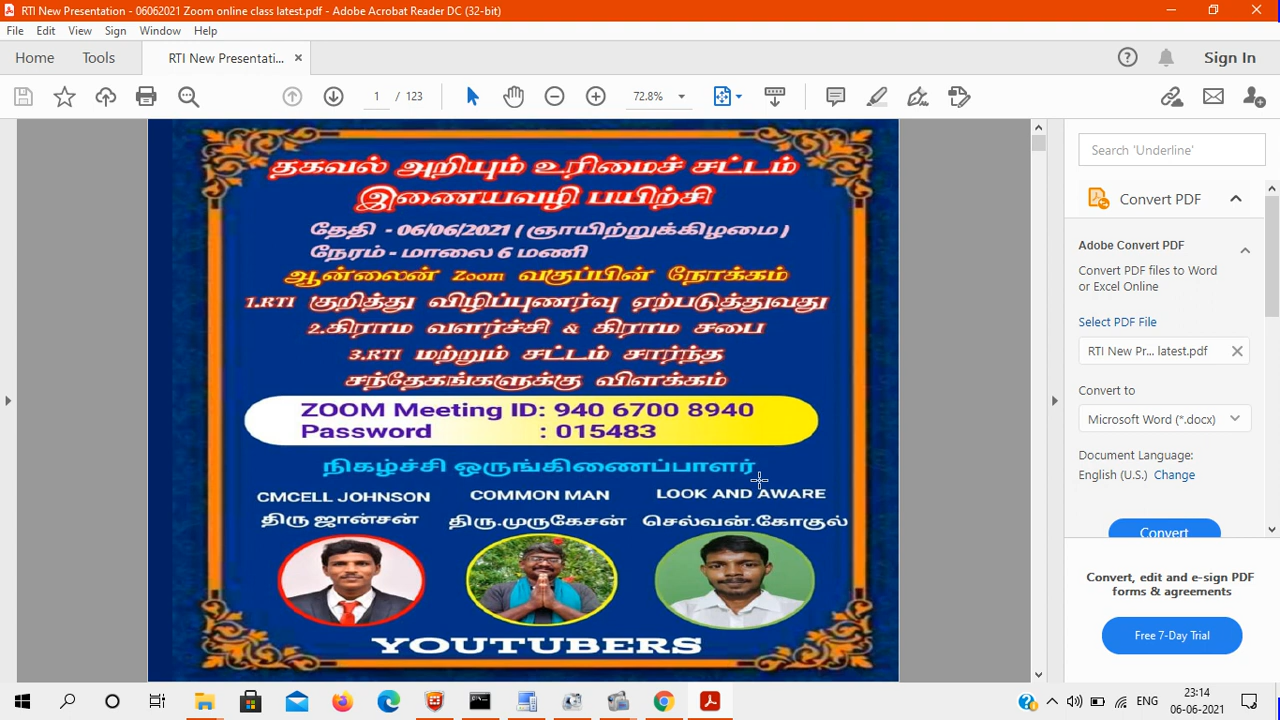 RTI New Presentation - 06062021 Zoom online class latest.pdf - Adobe Acrobat Reader DC (32-bit)
File Edit View Sign Window Help
Home Tools RTI New Presentati... × Sign In
1 / 123 72.8%
தகவல் அறியும் உரிமைச் சட்டம்
இணையவழி பயிற்சி
தேதி - 06/06/2021 ( ஞாயிற்றுக்கிழமை )
நேரம் - மாலை 6 மணி
ஆன்லைன் Zoom வகுப்பின் நோக்கம்
1.RTI குறித்து விழிப்புணர்வு ஏற்படுத்துவது
2.கிராம வளர்ச்சி & கிராம சபை
3.RTI மற்றும் சட்டம் சார்ந்த
சந்தேகங்களுக்கு விளக்கம்
ZOOM Meeting ID: 940 6700 8940
Password : 015483
நிகழ்ச்சி ஒருங்கிணைப்பாளர்
CMCELL JOHNSON COMMON MAN LOOK AND AWARE
திரு ஜான்சன் திரு.முருகேசன் செல்வன்.கோகுல்
YOUTUBERS
Search 'Underline'
Convert PDF
Adobe Convert PDF
Convert PDF files to Word
or Excel Online
Select PDF File
RTI New Pr... latest.pdf
Convert to
Microsoft Word (*.docx)
Document Language:
English (U.S.) Change
Convert
Convert, edit and e-sign PDF
forms & agreements
Free 7-Day Trial
ENG
23:14
06-06-2021